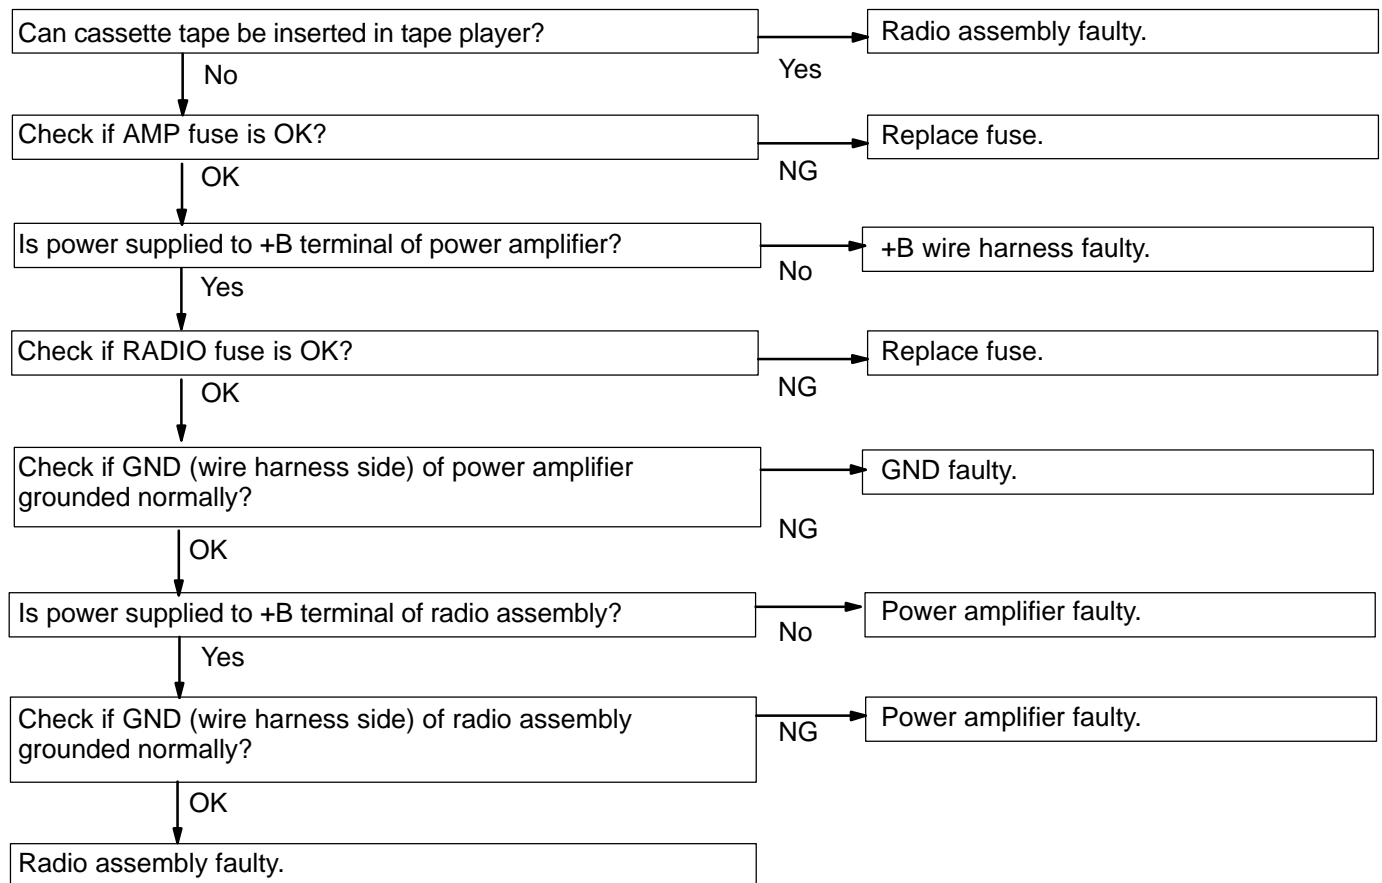 Can cassette tape be inserted in tape player?
Radio assembly faulty.
No
Yes
Check if AMP fuse is OK?
Replace fuse.
OK
NG
Is power supplied to +B terminal of power amplifier?
+B wire harness faulty.
Yes
No
Check if RADIO fuse is OK?
Replace fuse.
OK
NG
Check if GND (wire harness side) of power amplifier
grounded normally?
GND faulty.
OK
NG
Is power supplied to +B terminal of radio assembly?
Power amplifier faulty.
Yes
No
Check if GND (wire harness side) of radio assembly
grounded normally?
Power amplifier faulty.
OK
NG
Radio assembly faulty.